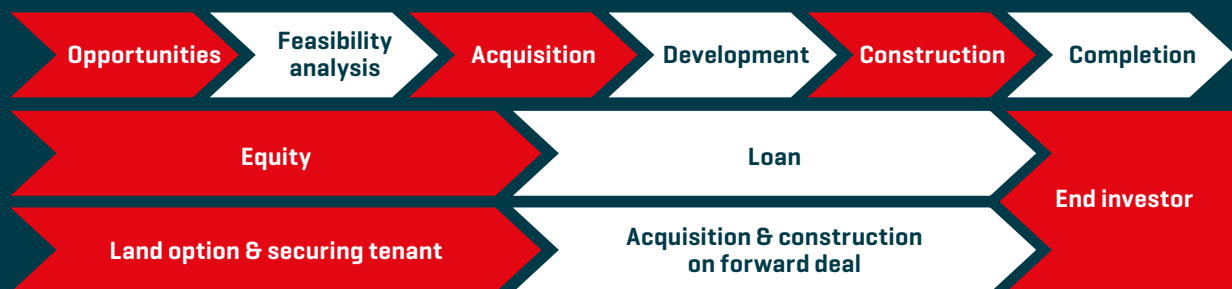 Opportunities
Feasibility
analysis
Acquisition
Development
Construction
Completion
Equity
Loan
End investor
Land option & securing tenant
Acquisition & construction
on forward deal